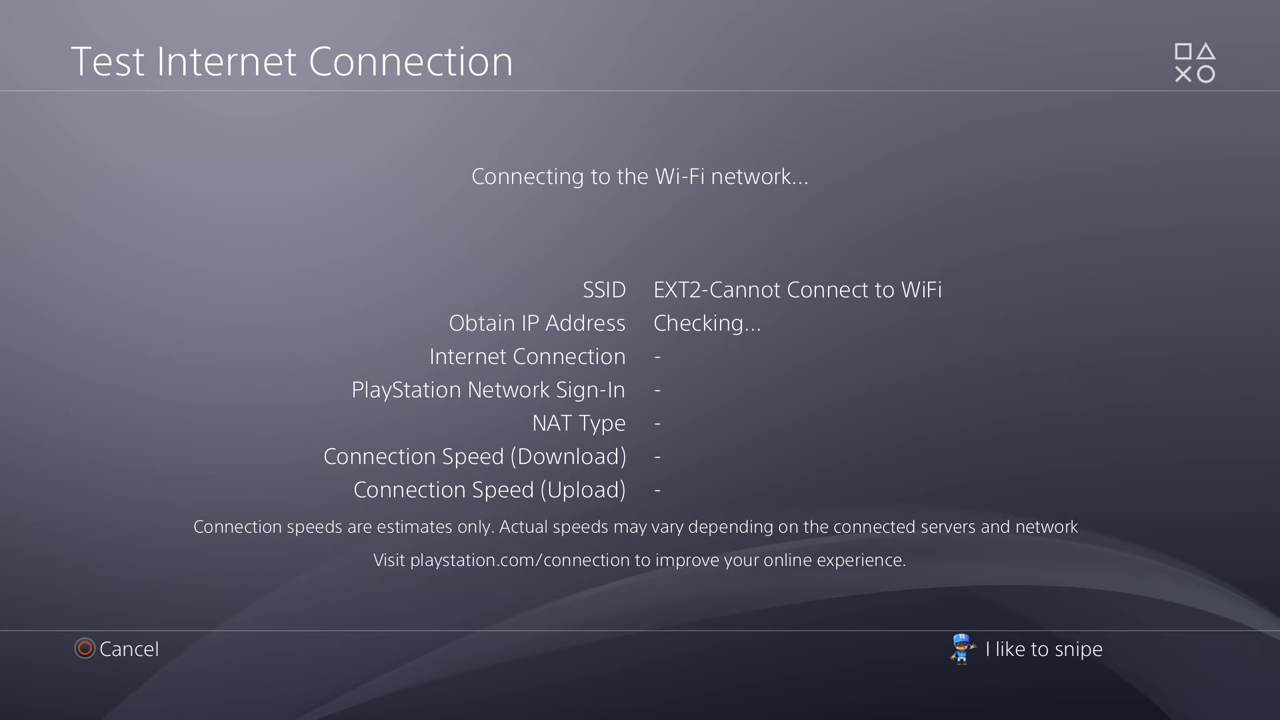 Test Internet Connection
Connecting to the Wi-Fi network...
SSID EXT2-Cannot Connect to WiFi
Obtain IP Address Checking...
Internet Connection -
PlayStation Network Sign-In -
NAT Type -
Connection Speed (Download) -
Connection Speed (Upload) -
Connection speeds are estimates only. Actual speeds may vary depending on the connected servers and network
Visit playstation.com/connection to improve your online experience.
Cancel I like to snipe